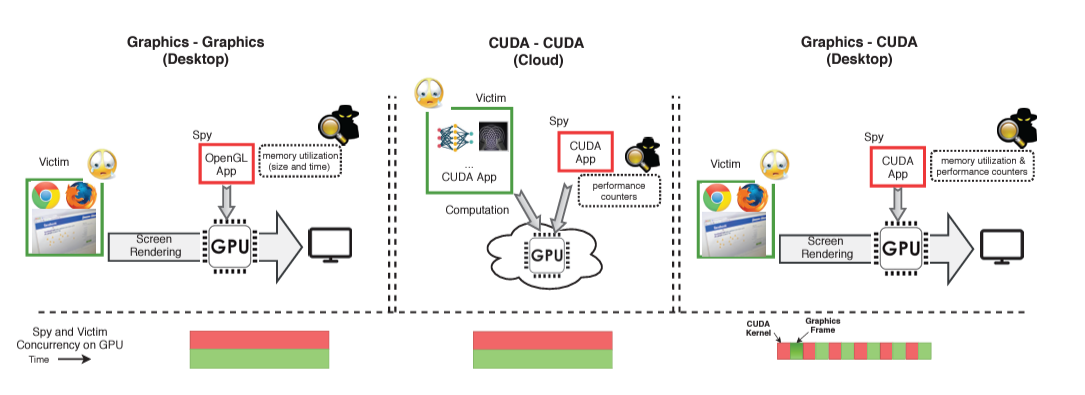 Graphics - Graphics
(Desktop)
Victim
Spy
OpenGL
App
memory utilization
(size and time)
Screen
Rendering
GPU
CUDA - CUDA
(Cloud)
Victim
...
CUDA App
Spy
CUDA
App
performance
counters
Computation
GPU
Graphics - CUDA
(Desktop)
Victim
Spy
CUDA
App
memory utilization &
performance counters
Screen
Rendering
GPU
Spy and Victim
Concurrency on GPU
Time
CUDA
Kernel
Graphics
Frame